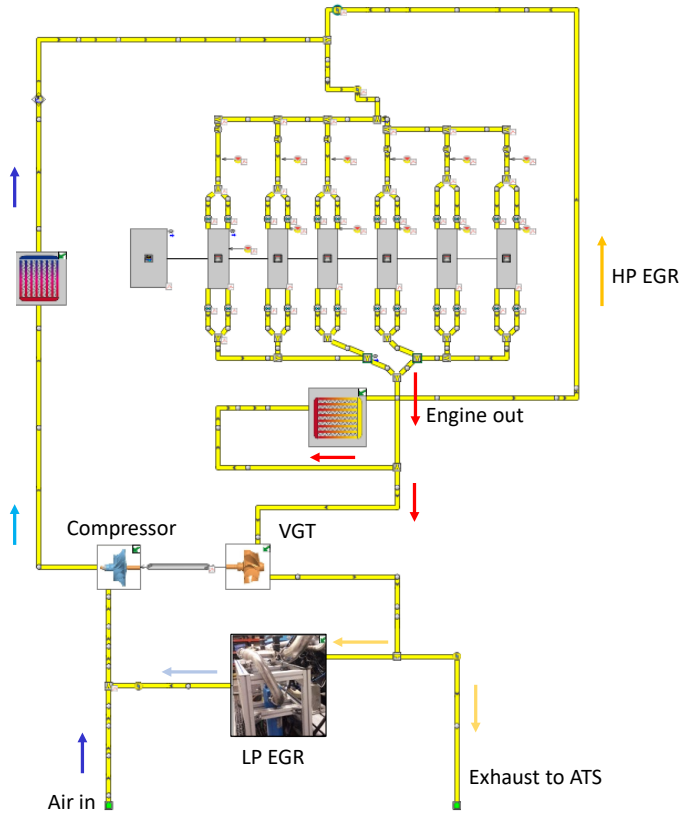 HP EGR
Engine out
Compressor
VGT
LP EGR
Air in
Exhaust to ATS